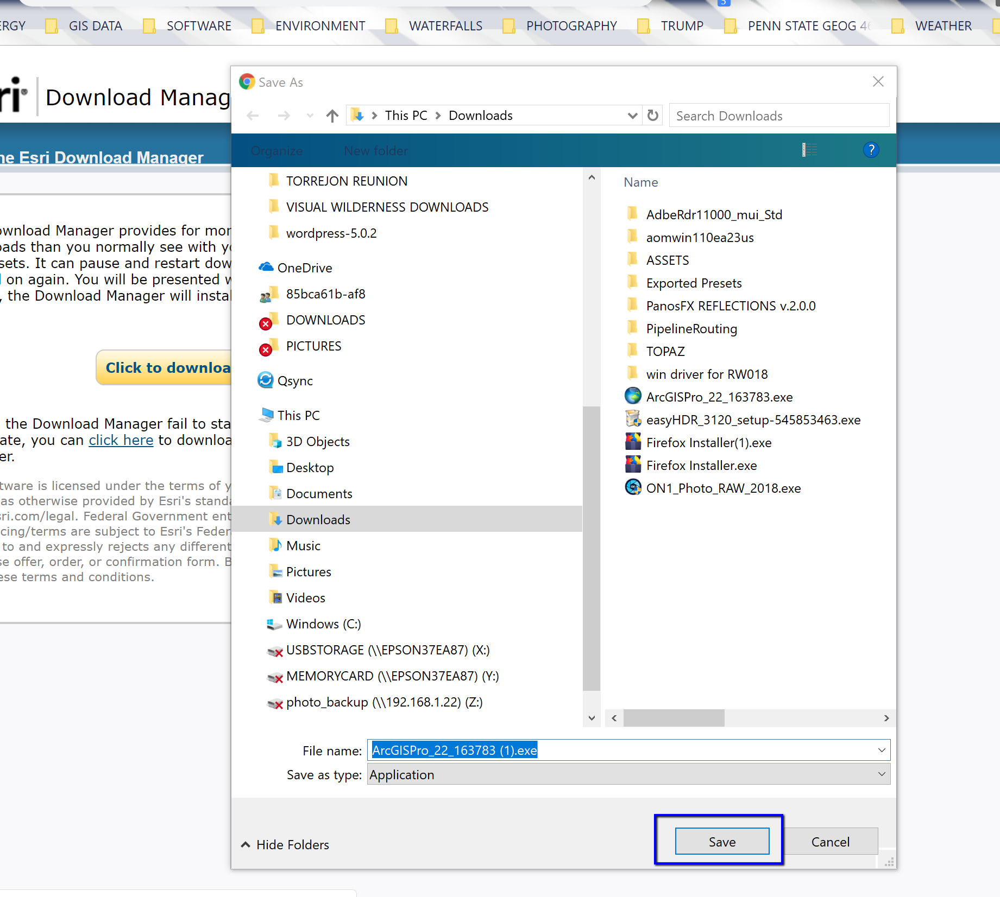 5
ERGY GIS DATA SOFTWARE ENVIRONMENT WATERFALLS PHOTOGRAPHY TRUMP PENN STATE GEOG 46 WEATHER
ri® Download Manag
ne Esri Download Manager
ownload Manager provides for mor
oads than you normally see with yo
sets. It can pause and restart dow
on again. You will be presented w
, the Download Manager will instal
Click to downloa
the Download Manager fail to sta
ate, you can click here to downloa
er.
tware is licensed under the terms of y
as otherwise provided by Esri's standa
sri.com/legal. Federal Government ent
cing/terms are subject to Esri's Feder
to and expressly rejects any different
se offer, order, or confirmation form. B
ese terms and conditions.
Save As
This PC Downloads
Search Downloads
Organize New folder
?
TORREJON REUNION
VISUAL WILDERNESS DOWNLOADS
wordpress-5.0.2
OneDrive
85bca61b-af8
DOWNLOADS
PICTURES
Qsync
This PC
3D Objects
Desktop
Documents
Downloads
Music
Pictures
Videos
Windows (C:)
USBSTORAGE (\\EPSON37EA87) (X:)
MEMORYCARD (\\EPSON37EA87) (Y:)
photo_backup (\\192.168.1.22) (Z:)
Name
AdbeRdr11000_mui_Std
aomwin110ea23us
ASSETS
Exported Presets
PanosFX REFLECTIONS v.2.0.0
PipelineRouting
TOPAZ
win driver for RW018
ArcGISPro_22_163783.exe
easyHDR_3120_setup-545853463.exe
Firefox Installer(1).exe
Firefox Installer.exe
ON1_Photo_RAW_2018.exe
File name: ArcGISPro_22_163783 (1).exe
Save as type: Application
Hide Folders
Save Cancel